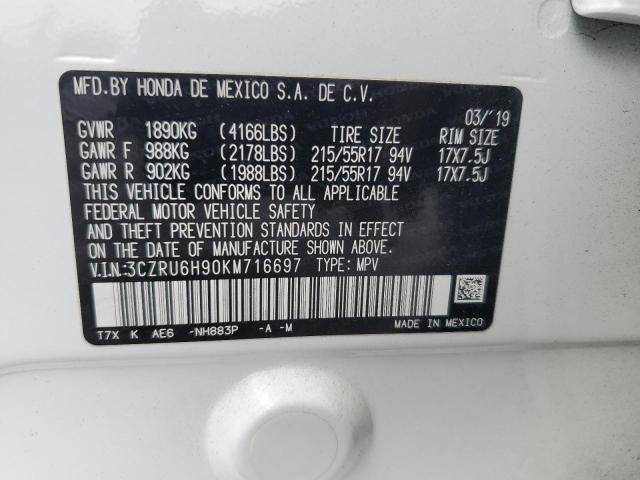 MFD.BY HONDA DE MEXICO S.A. DE C.V.
03/'19
GVWR 1890KG (4166LBS) TIRE SIZE RIM SIZE
GAWR F 988KG (2178LBS) 215/55R17 94V 17X7.5J
GAWR R 902KG (1988LBS) 215/55R17 94V 17X7.5J
THIS VEHICLE CONFORMS TO ALL APPLICABLE
FEDERAL MOTOR VEHICLE SAFETY
AND THEFT PREVENTION STANDARDS IN EFFECT
ON THE DATE OF MANUFACTURE SHOWN ABOVE.
V.I.N.:3CZRU6H90KM716697 TYPE: MPV
T7X K AE6 -NH883P -A -M
MADE IN MEXICO